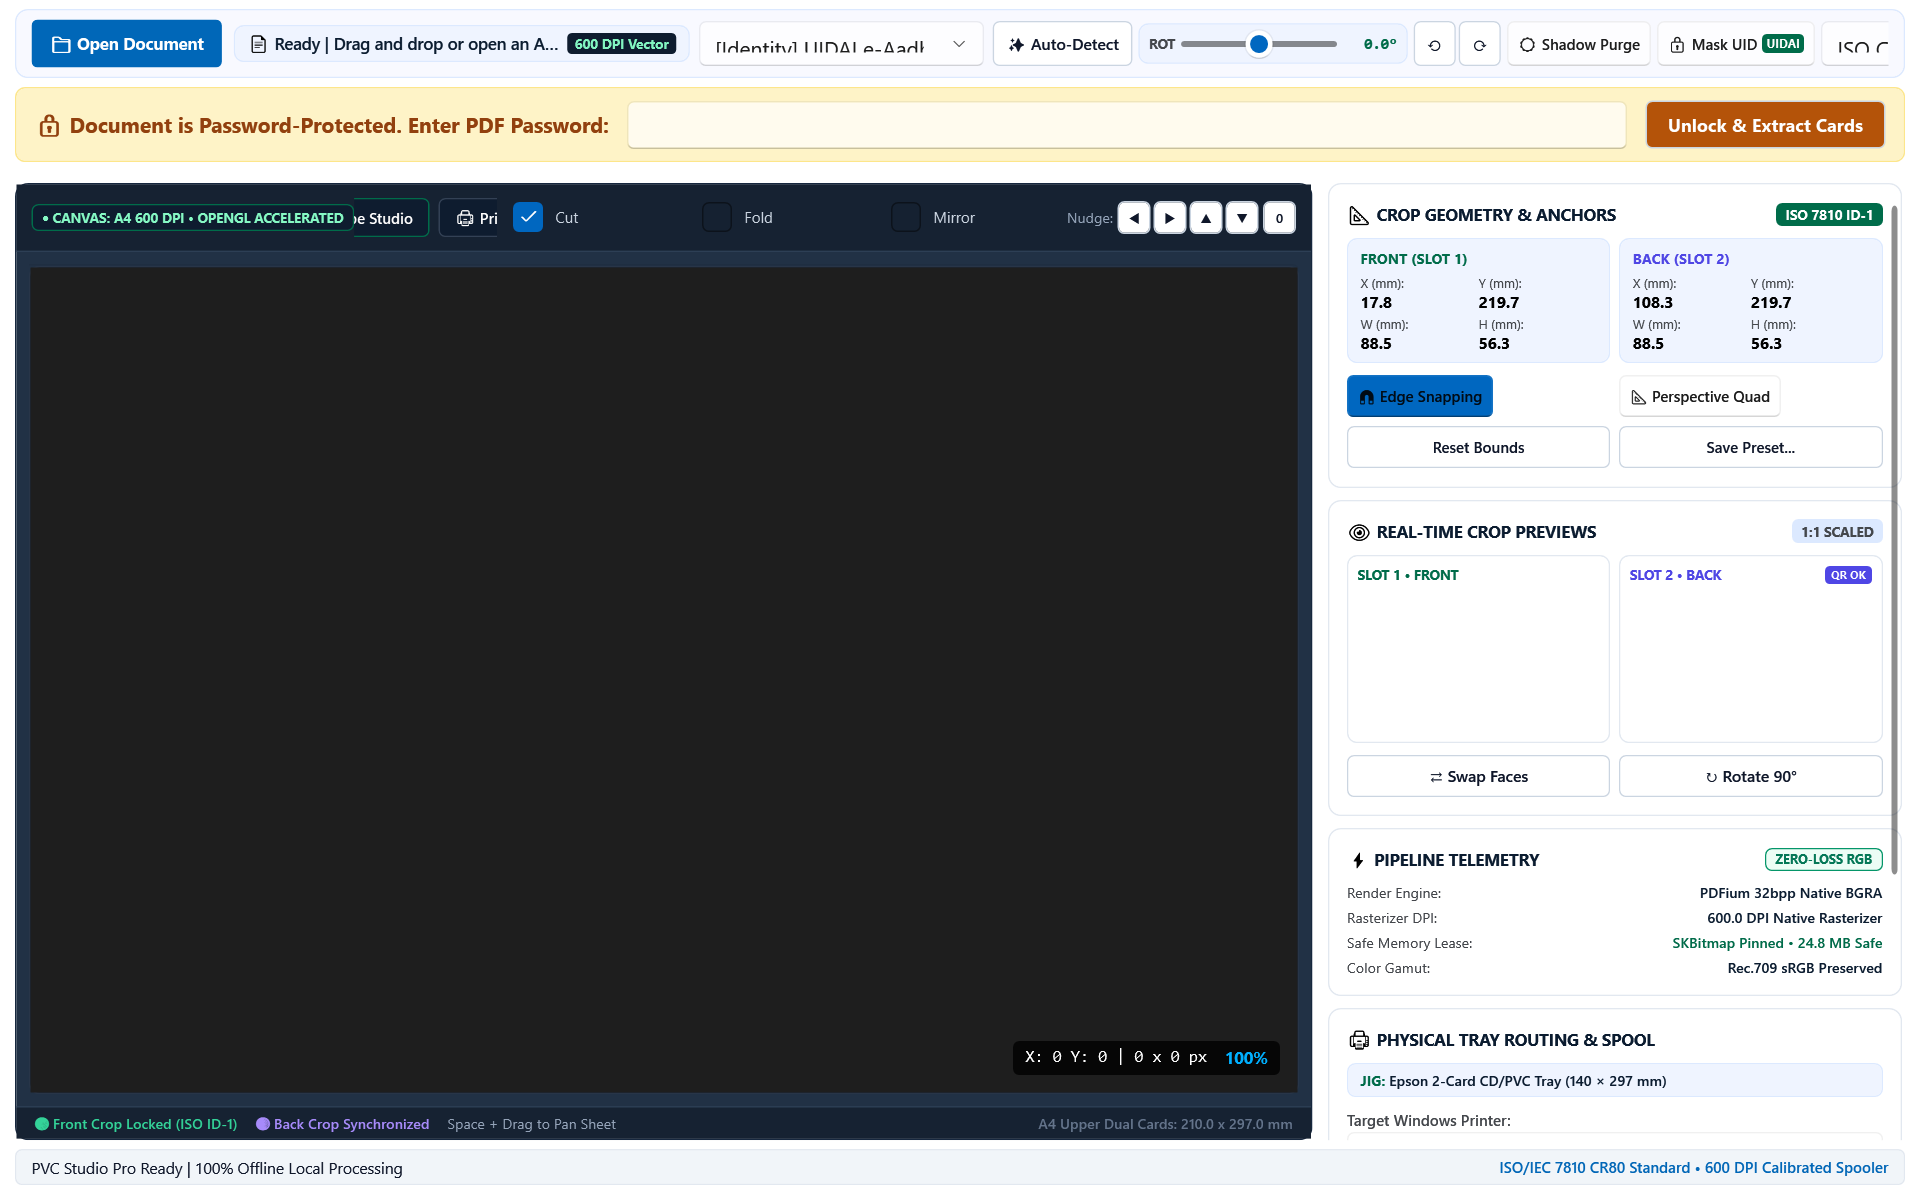 Open Document
Ready | Drag and drop or open an A...
600 DPI Vector
[Identity] UIDAI e-Aadh
Auto-Detect
ROT
0.0°
Shadow Purge
Mask UID
UIDAI
ISO C
Document is Password-Protected. Enter PDF Password:
Unlock & Extract Cards
• CANVAS: A4 600 DPI • OPENGL ACCELERATED
pe Studio
Pri
Cut
Fold
Mirror
Nudge:
◀
▶
▲
▼
0
X: 0 Y: 0 | 0 x 0 px
100%
Front Crop Locked (ISO ID-1)
Back Crop Synchronized
Space + Drag to Pan Sheet
A4 Upper Dual Cards: 210.0 x 297.0 mm
CROP GEOMETRY & ANCHORS
ISO 7810 ID-1
FRONT (SLOT 1)
X (mm):
Y (mm):
17.8
219.7
W (mm):
H (mm):
88.5
56.3
BACK (SLOT 2)
X (mm):
Y (mm):
108.3
219.7
W (mm):
H (mm):
88.5
56.3
Edge Snapping
Perspective Quad
Reset Bounds
Save Preset...
REAL-TIME CROP PREVIEWS
1:1 SCALED
SLOT 1 • FRONT
SLOT 2 • BACK
QR OK
⇄ Swap Faces
↻ Rotate 90°
PIPELINE TELEMETRY
ZERO-LOSS RGB
Render Engine:
PDFium 32bpp Native BGRA
Rasterizer DPI:
600.0 DPI Native Rasterizer
Safe Memory Lease:
SKBitmap Pinned • 24.8 MB Safe
Color Gamut:
Rec.709 sRGB Preserved
PHYSICAL TRAY ROUTING & SPOOL
JIG: Epson 2-Card CD/PVC Tray (140 × 297 mm)
Target Windows Printer:
PVC Studio Pro Ready | 100% Offline Local Processing
ISO/IEC 7810 CR80 Standard • 600 DPI Calibrated Spooler